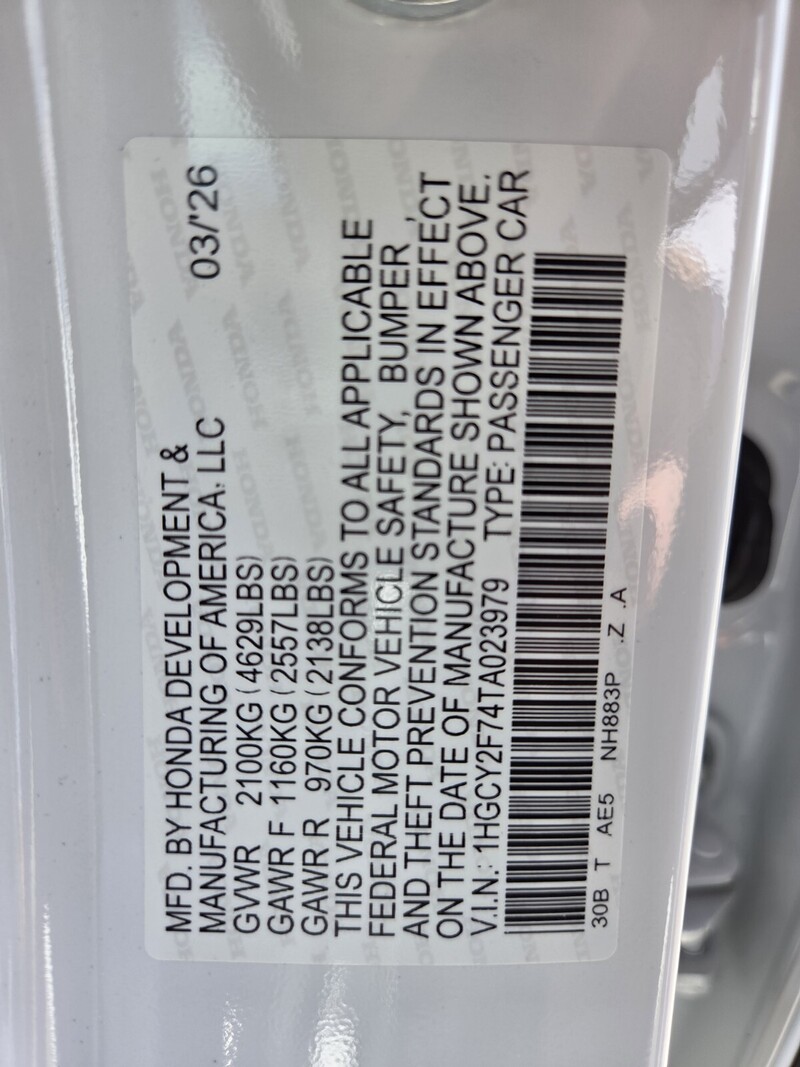 MFD. BY HONDA DEVELOPMENT &
MANUFACTURING OF AMERICA, LLC 03/'26
GVWR 2100KG (4629LBS)
GAWR F 1160KG (2557LBS)
GAWR R 970KG (2138LBS)
THIS VEHICLE CONFORMS TO ALL APPLICABLE
FEDERAL MOTOR VEHICLE SAFETY, BUMPER,
AND THEFT PREVENTION STANDARDS IN EFFECT
ON THE DATE OF MANUFACTURE SHOWN ABOVE.
V.I.N.: 1HGCY2F74TA023979 TYPE: PASSENGER CAR
30B T AE5 NH883P .Z .A